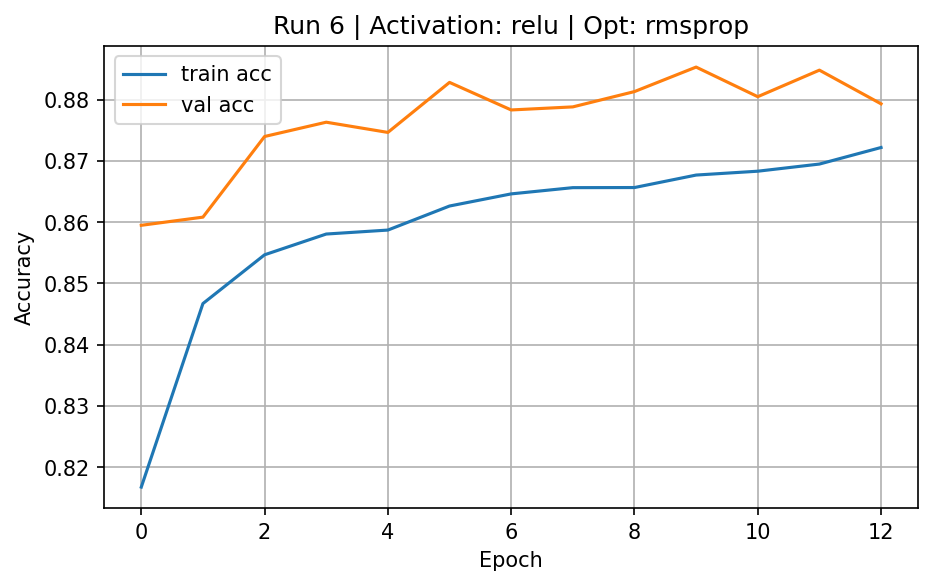 Run 6 | Activation: relu | Opt: rmsprop
train acc
val acc
0.88
0.87
0.86
0.85
0.84
0.83
0.82
Accuracy
0 2 4 6 8 10 12
Epoch